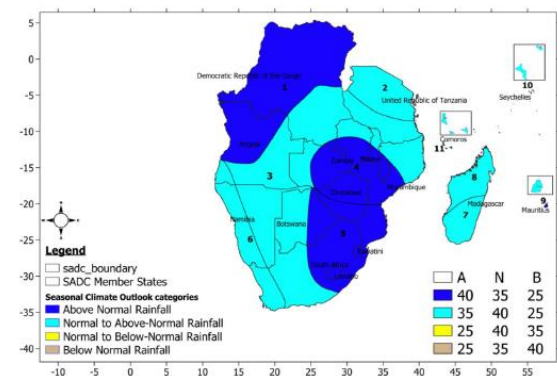 5
0
-5
-10
-15
-20
-25
-30
-35
-40
-10 -5 0 5 10 15 20 25 30 35 40 45 50 55
Democratic Republic of the Congo
1
2
United Republic of Tanzania
10
Seychelles
Comoros
11
Angola
Zambia
Malawi
4
3
Zimbabwe
Mozambique
8
Madagascar
7
9
Mauritius
Namibia
Botswana
6
5
Eswatini
South Africa
Lesotho
Legend
sadc_boundary
SADC Member States
Seasonal Climate Outlook categories
Above Normal Rainfall
Normal to Above-Normal Rainfall
Normal to Below-Normal Rainfall
Below Normal Rainfall
A N B
40 35 25
35 40 25
25 40 35
25 35 40